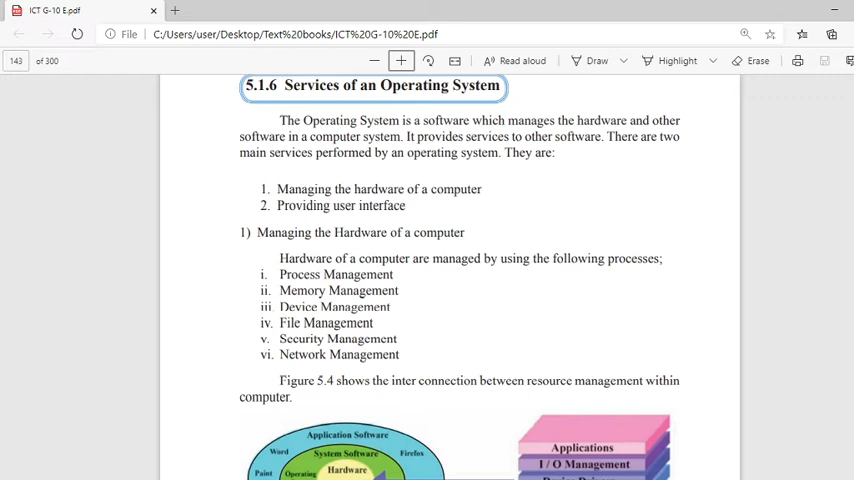 ICT G-10 E.pdf
File
C:/Users/user/Desktop/Text%20books/ICT%20G-10%20E.pdf
143 of 300
Read aloud
Draw
Highlight
Erase
5.1.6 Services of an Operating System
The Operating System is a software which manages the hardware and other
software in a computer system. It provides services to other software. There are two
main services performed by an operating system. They are:
1. Managing the hardware of a computer
2. Providing user interface
1) Managing the Hardware of a computer
Hardware of a computer are managed by using the following processes;
i. Process Management
ii. Memory Management
iii. Device Management
iv. File Management
v. Security Management
vi. Network Management
Figure 5.4 shows the inter connection between resource management within
computer.
Application Software
Word
System Software
Firefox
Paint
Operating
Hardware
Applications
I / O Management
Device Drivers